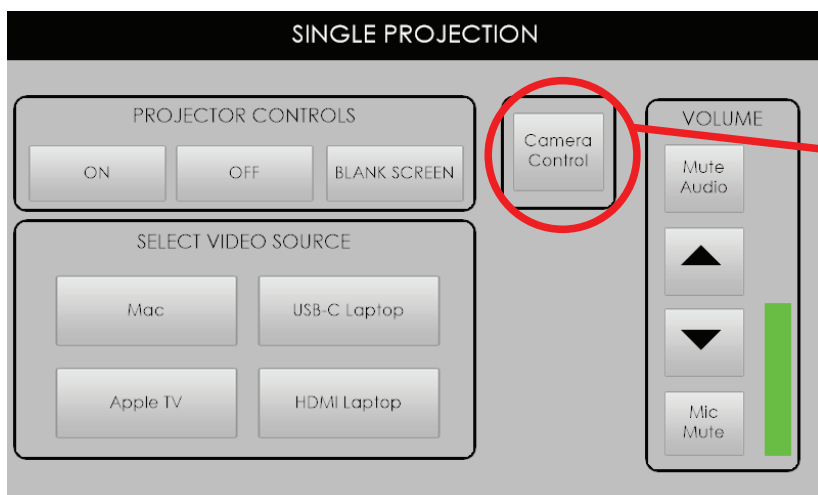 SINGLE PROJECTION
PROJECTOR CONTROLS
ON
OFF
BLANK SCREEN
Camera
Control
VOLUME
Mute
Audio
SELECT VIDEO SOURCE
Mac
USB-C Laptop
Apple TV
HDMI Laptop
Mic
Mute